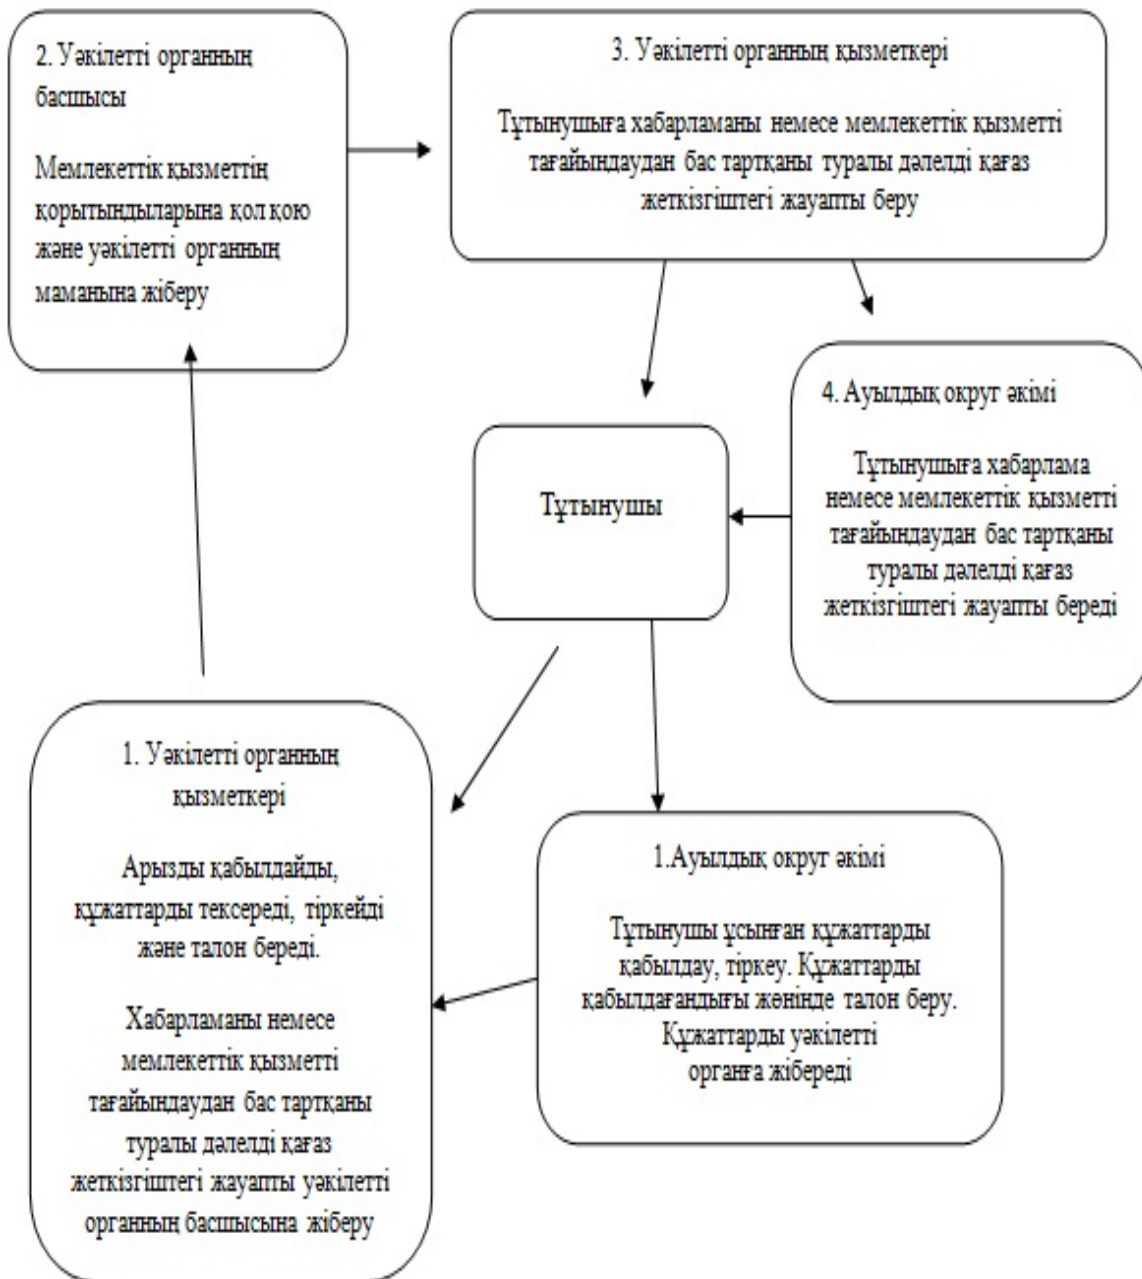 2. Уәкілетті органның
басшысы
Мемлекеттік қызметтің
қорытындыларына қол қою
және уәкілетті органның
маманына жіберу
3. Уәкілетті органның қызметкері
Тұтынушыға хабарламаны немесе мемлекеттік қызметті
тағайындаудан бас тартқаны туралы дәлелді қағаз
жеткізгіштегі жауапты беру
4. Ауылдық округ әкімі
Тұтынушыға хабарлама
немесе мемлекеттік қызметті
тағайындаудан бас тартқаны
туралы дәлелді қағаз
жеткізгіштегі жауапты береді
Тұтынушы
1. Уәкілетті органның
қызметкері
Арызды қабылдайды,
құжаттарды тексереді, тіркейді
және талон береді.
Хабарламаны немесе
мемлекеттік қызметті
тағайындаудан бас тартқаны
туралы дәлелді қағаз
жеткізгіштегі жауапты уәкілетті
органның басшысына жіберу
1.Ауылдық округ әкімі
Тұтынушы ұсынған құжаттарды
қабылдау, тіркеу. Құжаттарды
қабылдағандығы жөнінде талон беру.
Құжаттарды уәкілетті
органға жібереді